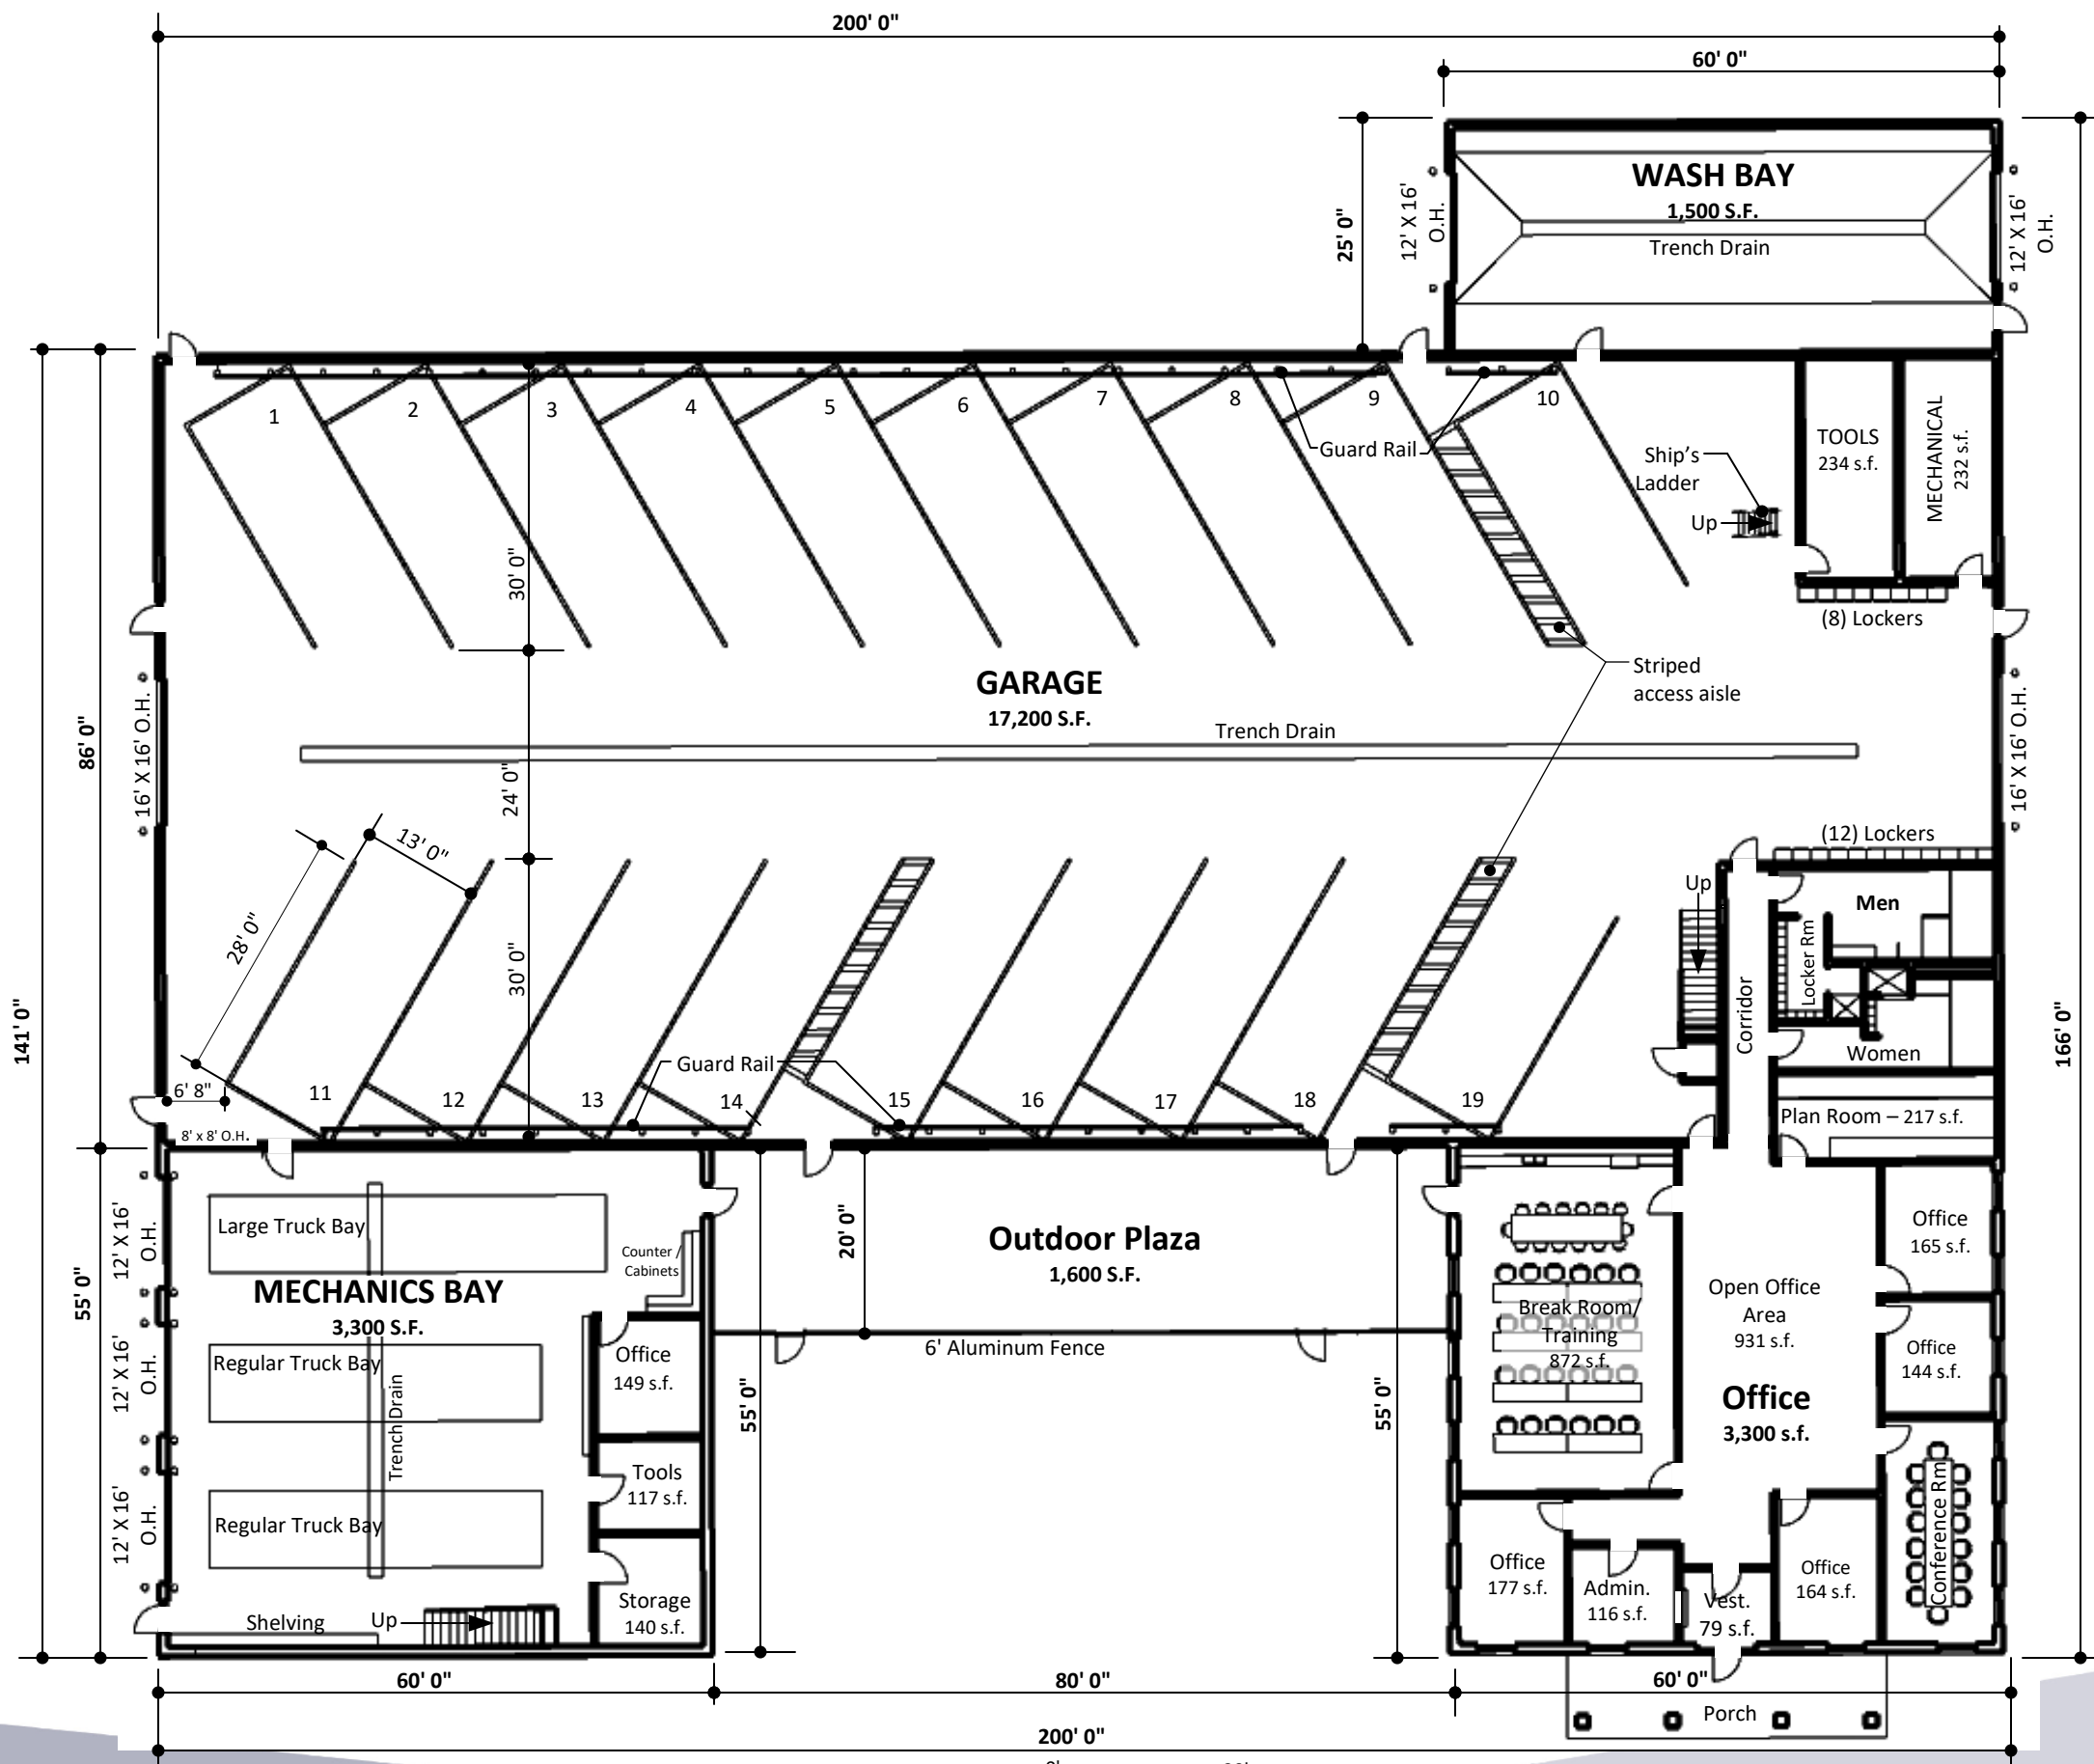 200' 0"
60' 0"
WASH BAY
1,500 S.F.
Trench Drain
25' 0"
12' X 16'
O.H.
12' X 16'
O.H.
1
2
3
4
5
6
7
8
9
10
Guard Rail
Ship's
Ladder
Up
TOOLS
234 s.f.
MECHANICAL
232 s.f.
(8) Lockers
30' 0"
Striped
access aisle
GARAGE
17,200 S.F.
Trench Drain
86' 0"
16' X 16' O.H.
16' X 16' O.H.
24' 0"
13' 0"
28' 0"
30' 0"
(12) Lockers
Up
Men
Locker Rm
Corridor
Women
Plan Room – 217 s.f.
141' 0"
166' 0"
6' 8"
8' x 8' O.H.
Guard Rail
11
12
13
14
15
16
17
18
19
Large Truck Bay
Counter /
Cabinets
MECHANICS BAY
3,300 S.F.
Regular Truck Bay
Trench Drain
Regular Truck Bay
Office
149 s.f.
Tools
117 s.f.
Storage
140 s.f.
Shelving
Up
12' X 16'
O.H.
12' X 16'
O.H.
12' X 16'
O.H.
55' 0"
55' 0"
20' 0"
Outdoor Plaza
1,600 S.F.
6' Aluminum Fence
55' 0"
Break Room/
Training
872 s.f.
Open Office
Area
931 s.f.
Office
3,300 s.f.
Office
165 s.f.
Office
144 s.f.
Conference Rm
Office
177 s.f.
Admin.
116 s.f.
Vest.
79 s.f.
Office
164 s.f.
Porch
60' 0"
80' 0"
60' 0"
200' 0"